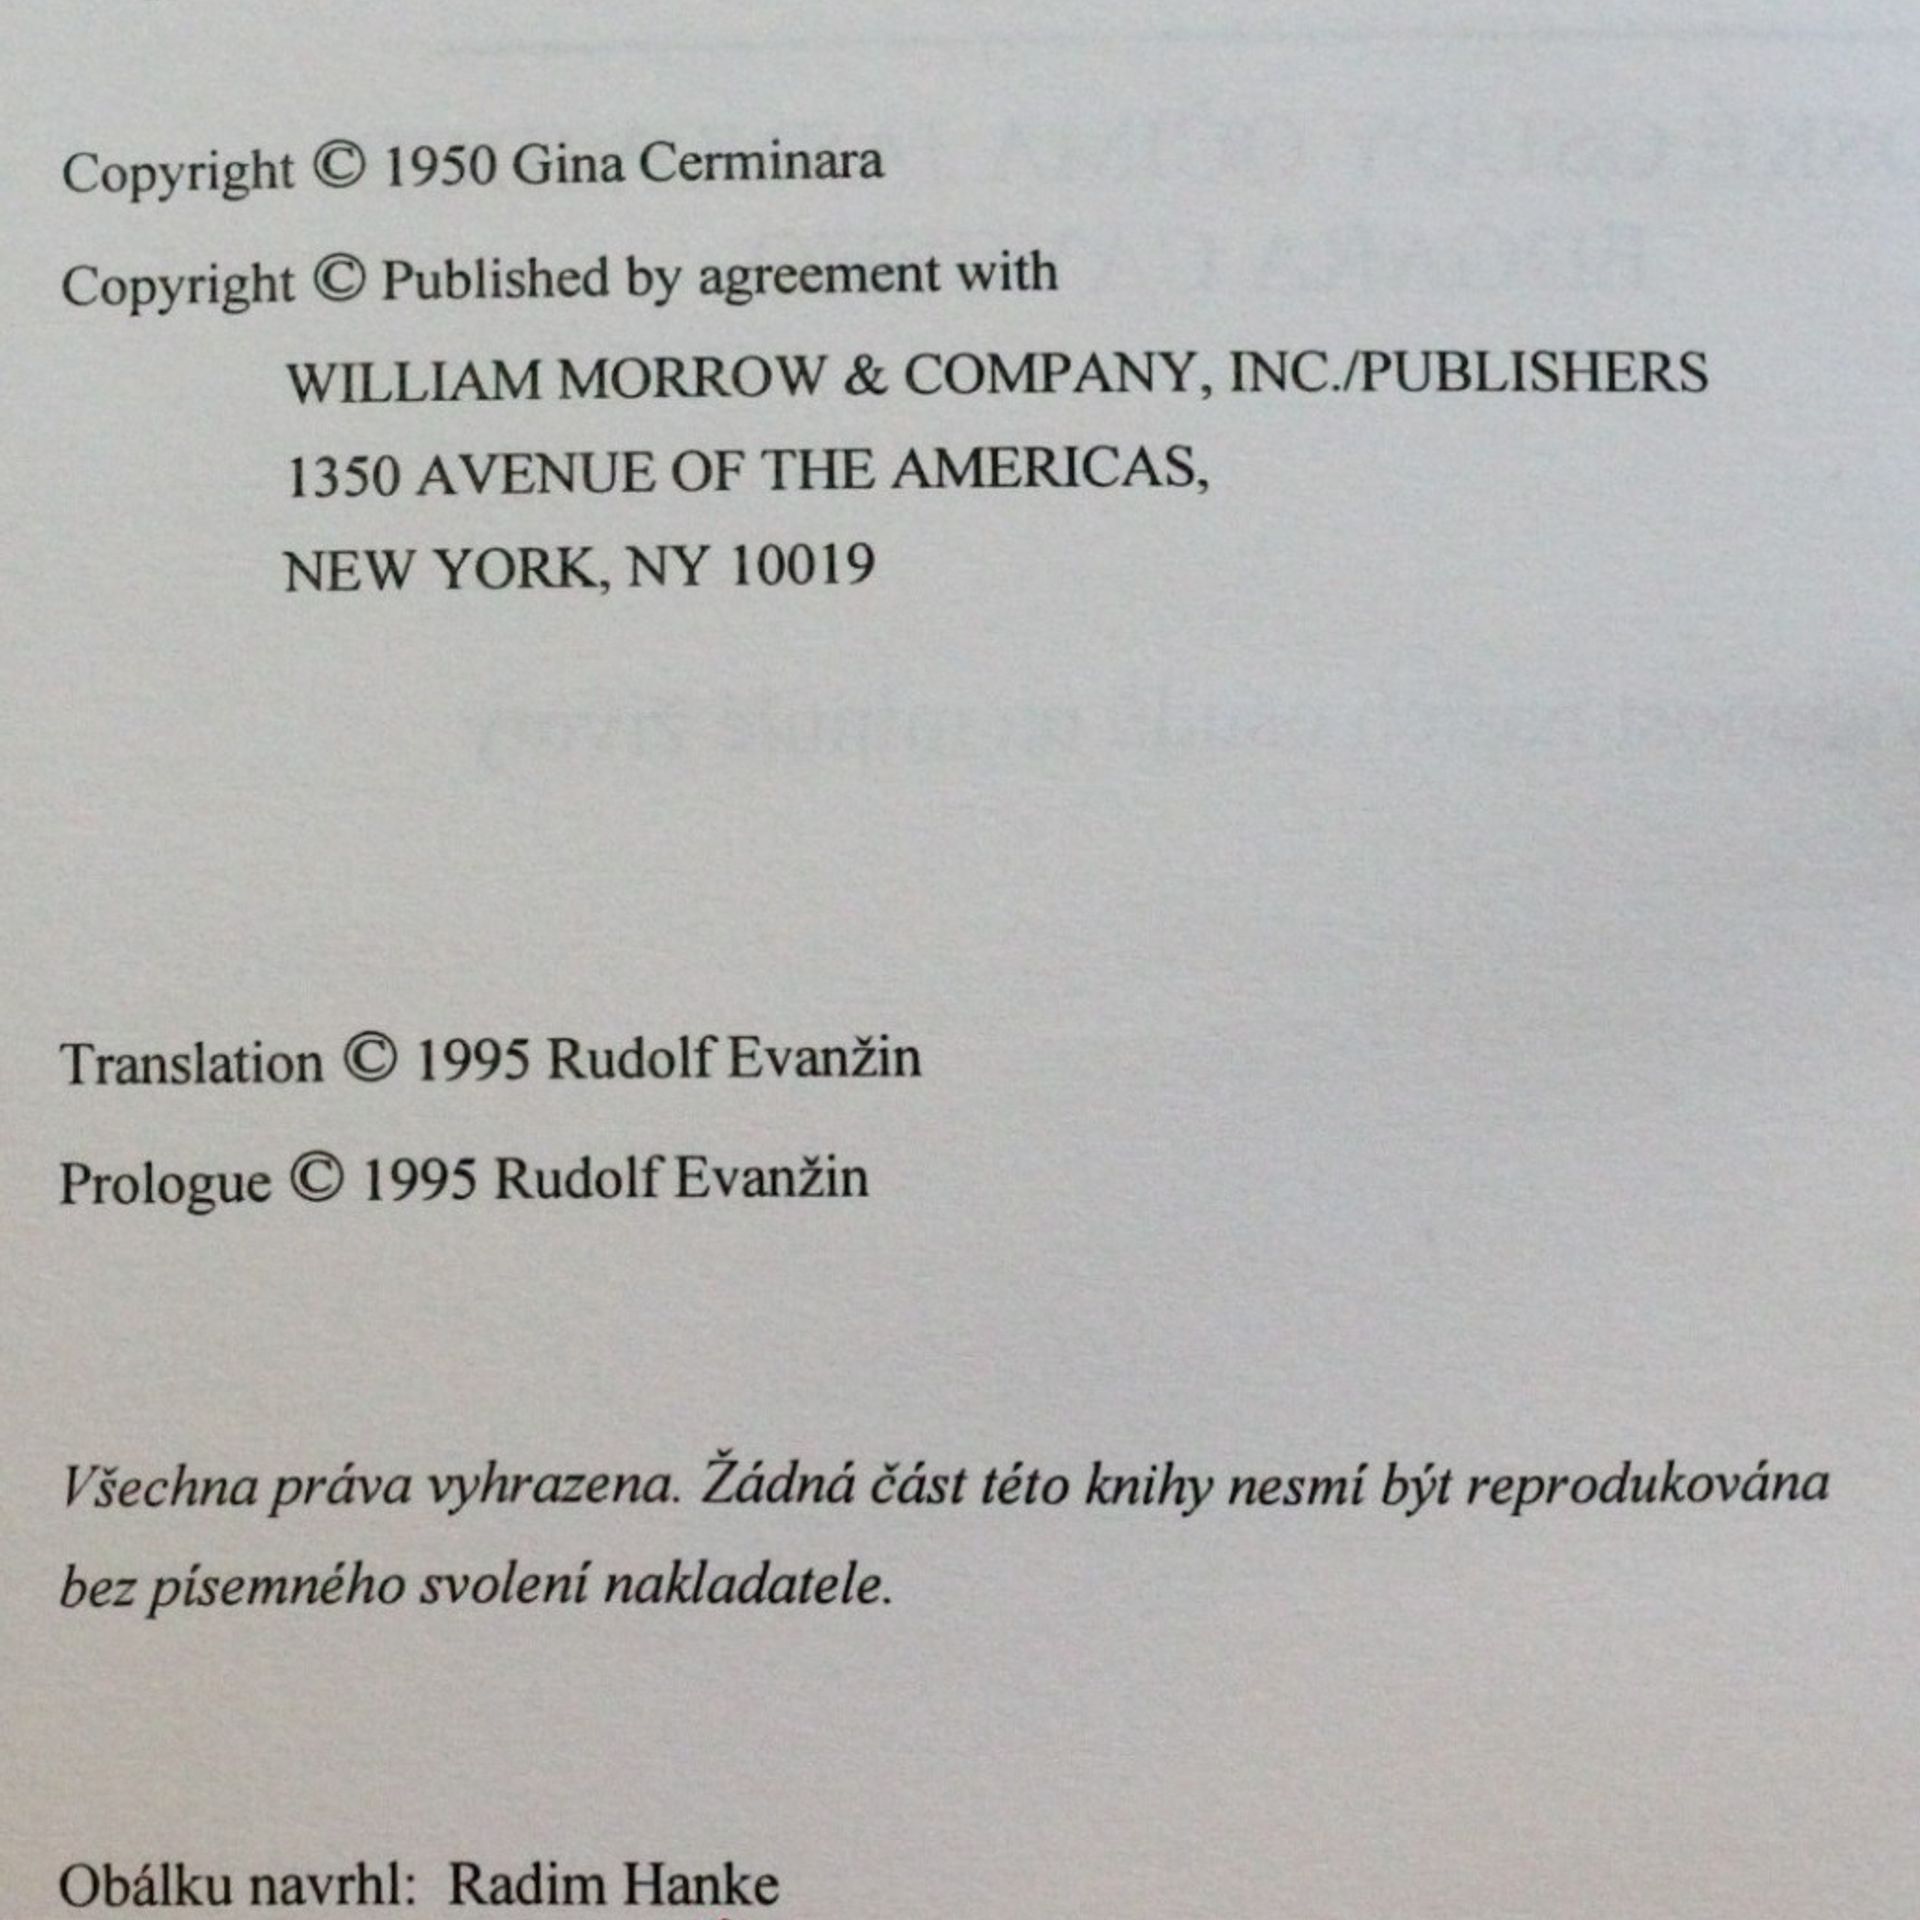 Copyright © 1950 Gina Cerminara
Copyright © Published by agreement with
WILLIAM MORROW & COMPANY, INC./PUBLISHERS
1350 AVENUE OF THE AMERICAS,
NEW YORK, NY 10019
Translation © 1995 Rudolf Evanžin
Prologue © 1995 Rudolf Evanžin
Všechna práva vyhrazena. Žádná část této knihy nesmí být reprodukována
bez písemného svolení nakladatele.
Obálku navrhl: Radim Hanke